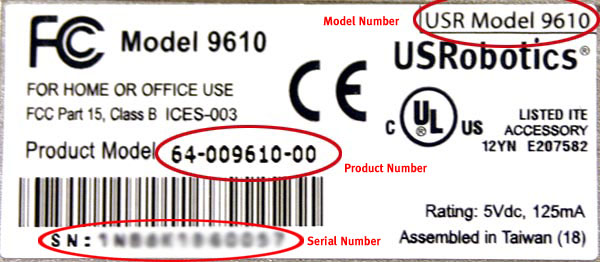 Model Number
USR Model 9610
FC Model 9610
USRobotics®
FOR HOME OR OFFICE USE
FCC Part 15, Class B ICES-003
CE
C UL US
LISTED ITE
ACCESSORY
12YN E207582
Product Model 64-009610-00
Product Number
SN:
Serial Number
Rating: 5Vdc, 125mA
Assembled in Taiwan (18)